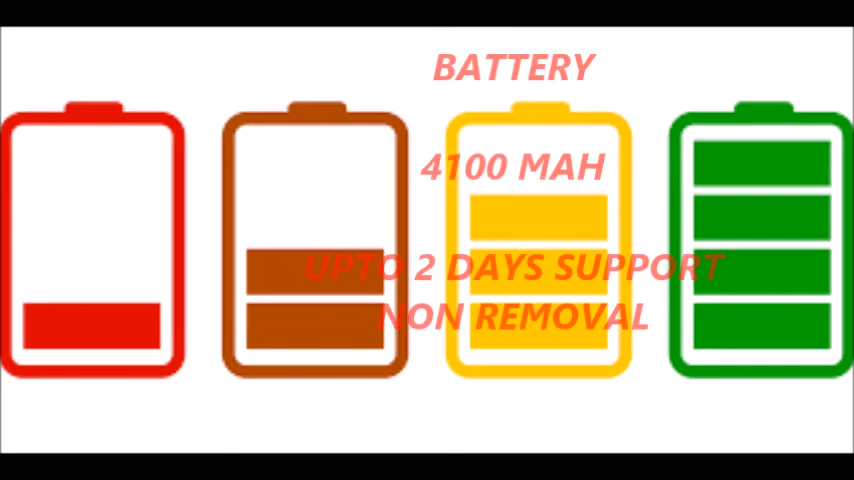 BATTERY
4100 MAH
UPTO 2 DAYS SUPPORT
NON REMOVAL